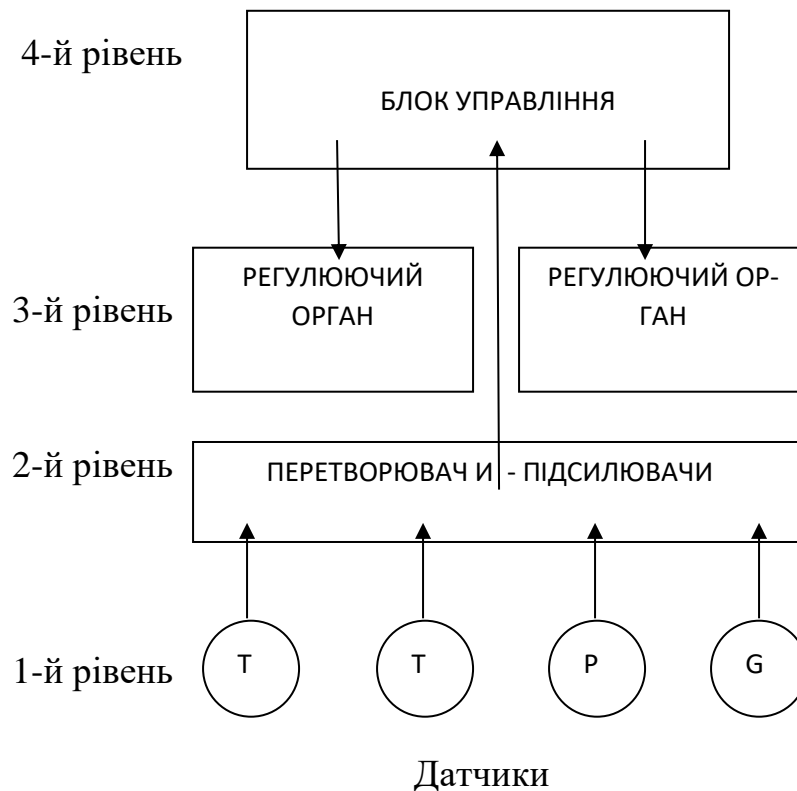 4-й рівень
БЛОК УПРАВЛІННЯ
3-й рівень
РЕГУЛЮЮЧИЙ
ОРГАН
РЕГУЛЮЮЧИЙ ОР-
ГАН
2-й рівень
ПЕРЕТВОРЮВАЧ И - ПІДСИЛЮВАЧИ
1-й рівень
Т
Т
Р
G
Датчики